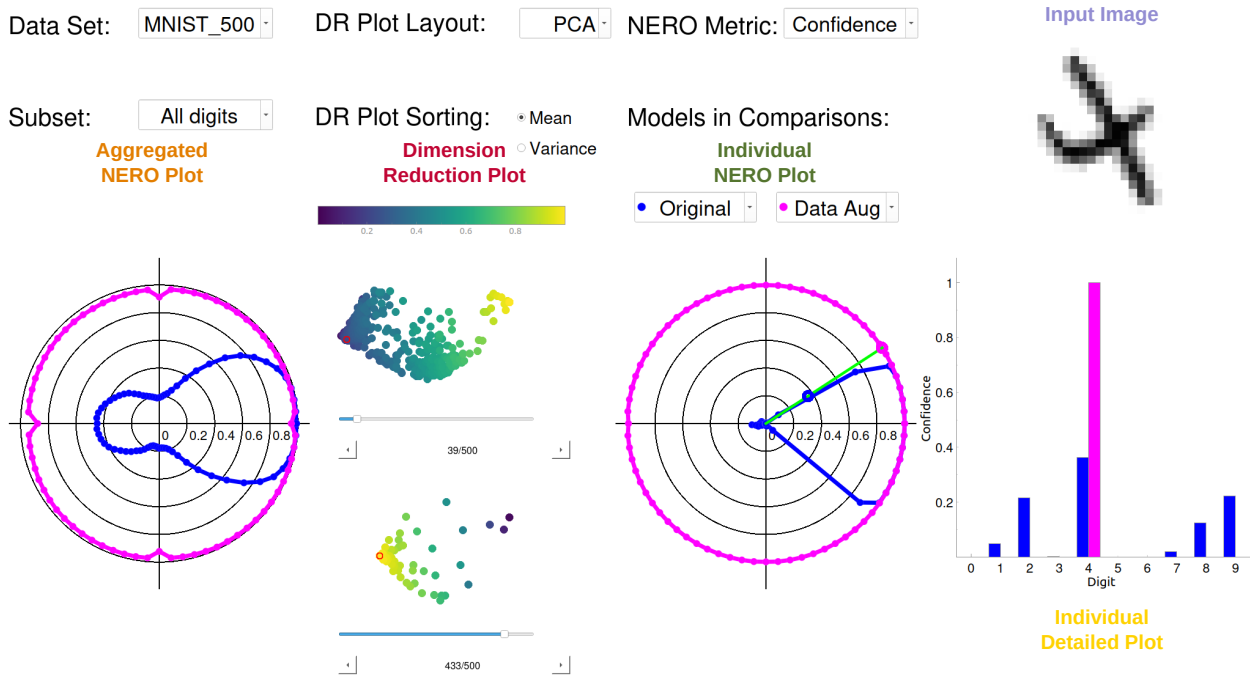 Data Set:
MNIST_500
DR Plot Layout:
PCA
NERO Metric:
Confidence
Input Image
Subset:
All digits
DR Plot Sorting:
Mean
Variance
Models in Comparisons:
Aggregated
NERO Plot
Dimension
Reduction Plot
Individual
NERO Plot
Original
Data Aug
0.2 0.4 0.6 0.8
0 0.2 0.4 0.6 0.8
39/500
433/500
0 0.2 0.4 0.6 0.8
Confidence
1
0.8
0.6
0.4
0.2
0 1 2 3 4 5 6 7 8 9
Digit
Individual
Detailed Plot